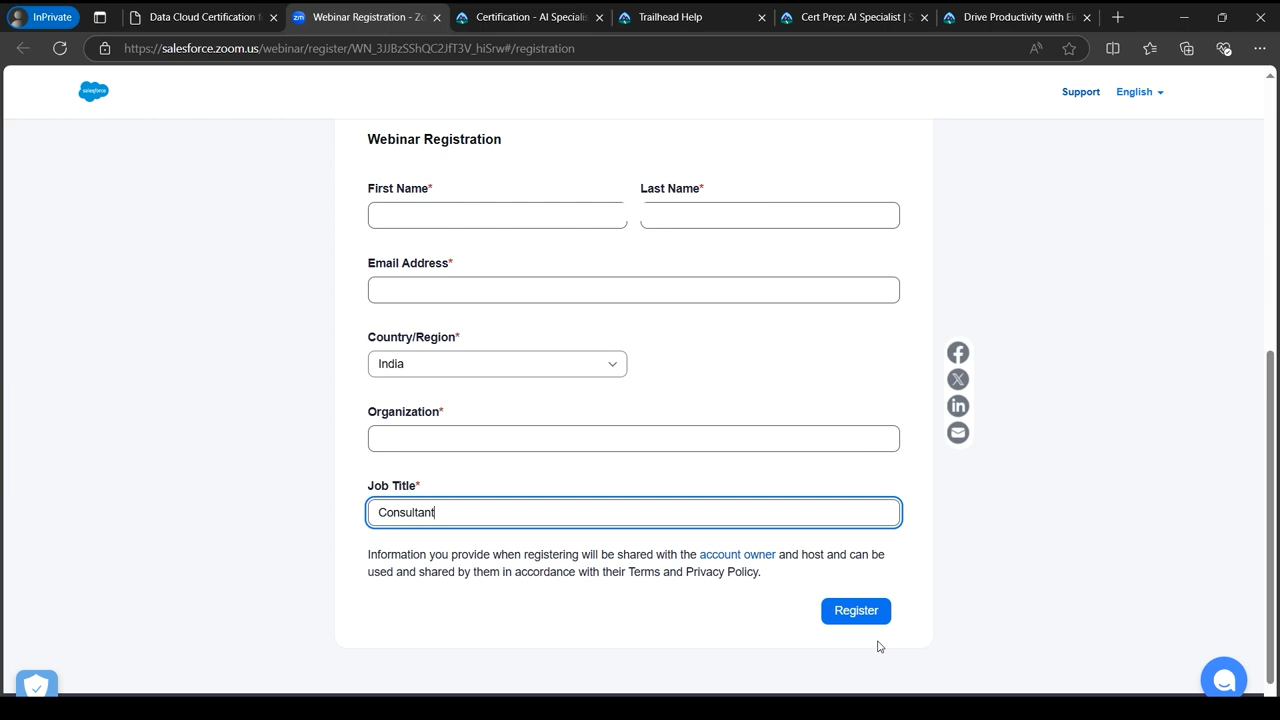 InPrivate
Data Cloud Certification f
Webinar Registration - Zo
Certification - AI Specialis
Trailhead Help
Cert Prep: AI Specialist | S
Drive Productivity with Ein
https://salesforce.zoom.us/webinar/register/WN_3JJBzSShQC2JfT3V_hiSrw#/registration
salesforce
Support
English
Webinar Registration
First Name*
Last Name*
Email Address*
Country/Region*
India
Organization*
Job Title*
Consultant
Information you provide when registering will be shared with the account owner and host and can be
used and shared by them in accordance with their Terms and Privacy Policy.
Register